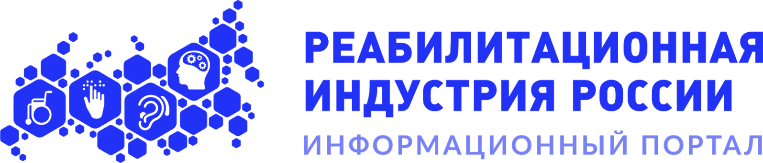 РЕАБИЛИТАЦИОННАЯ
ИНДУСТРИЯ РОССИИ
ИНФОРМАЦИОННЫЙ ПОРТАЛ